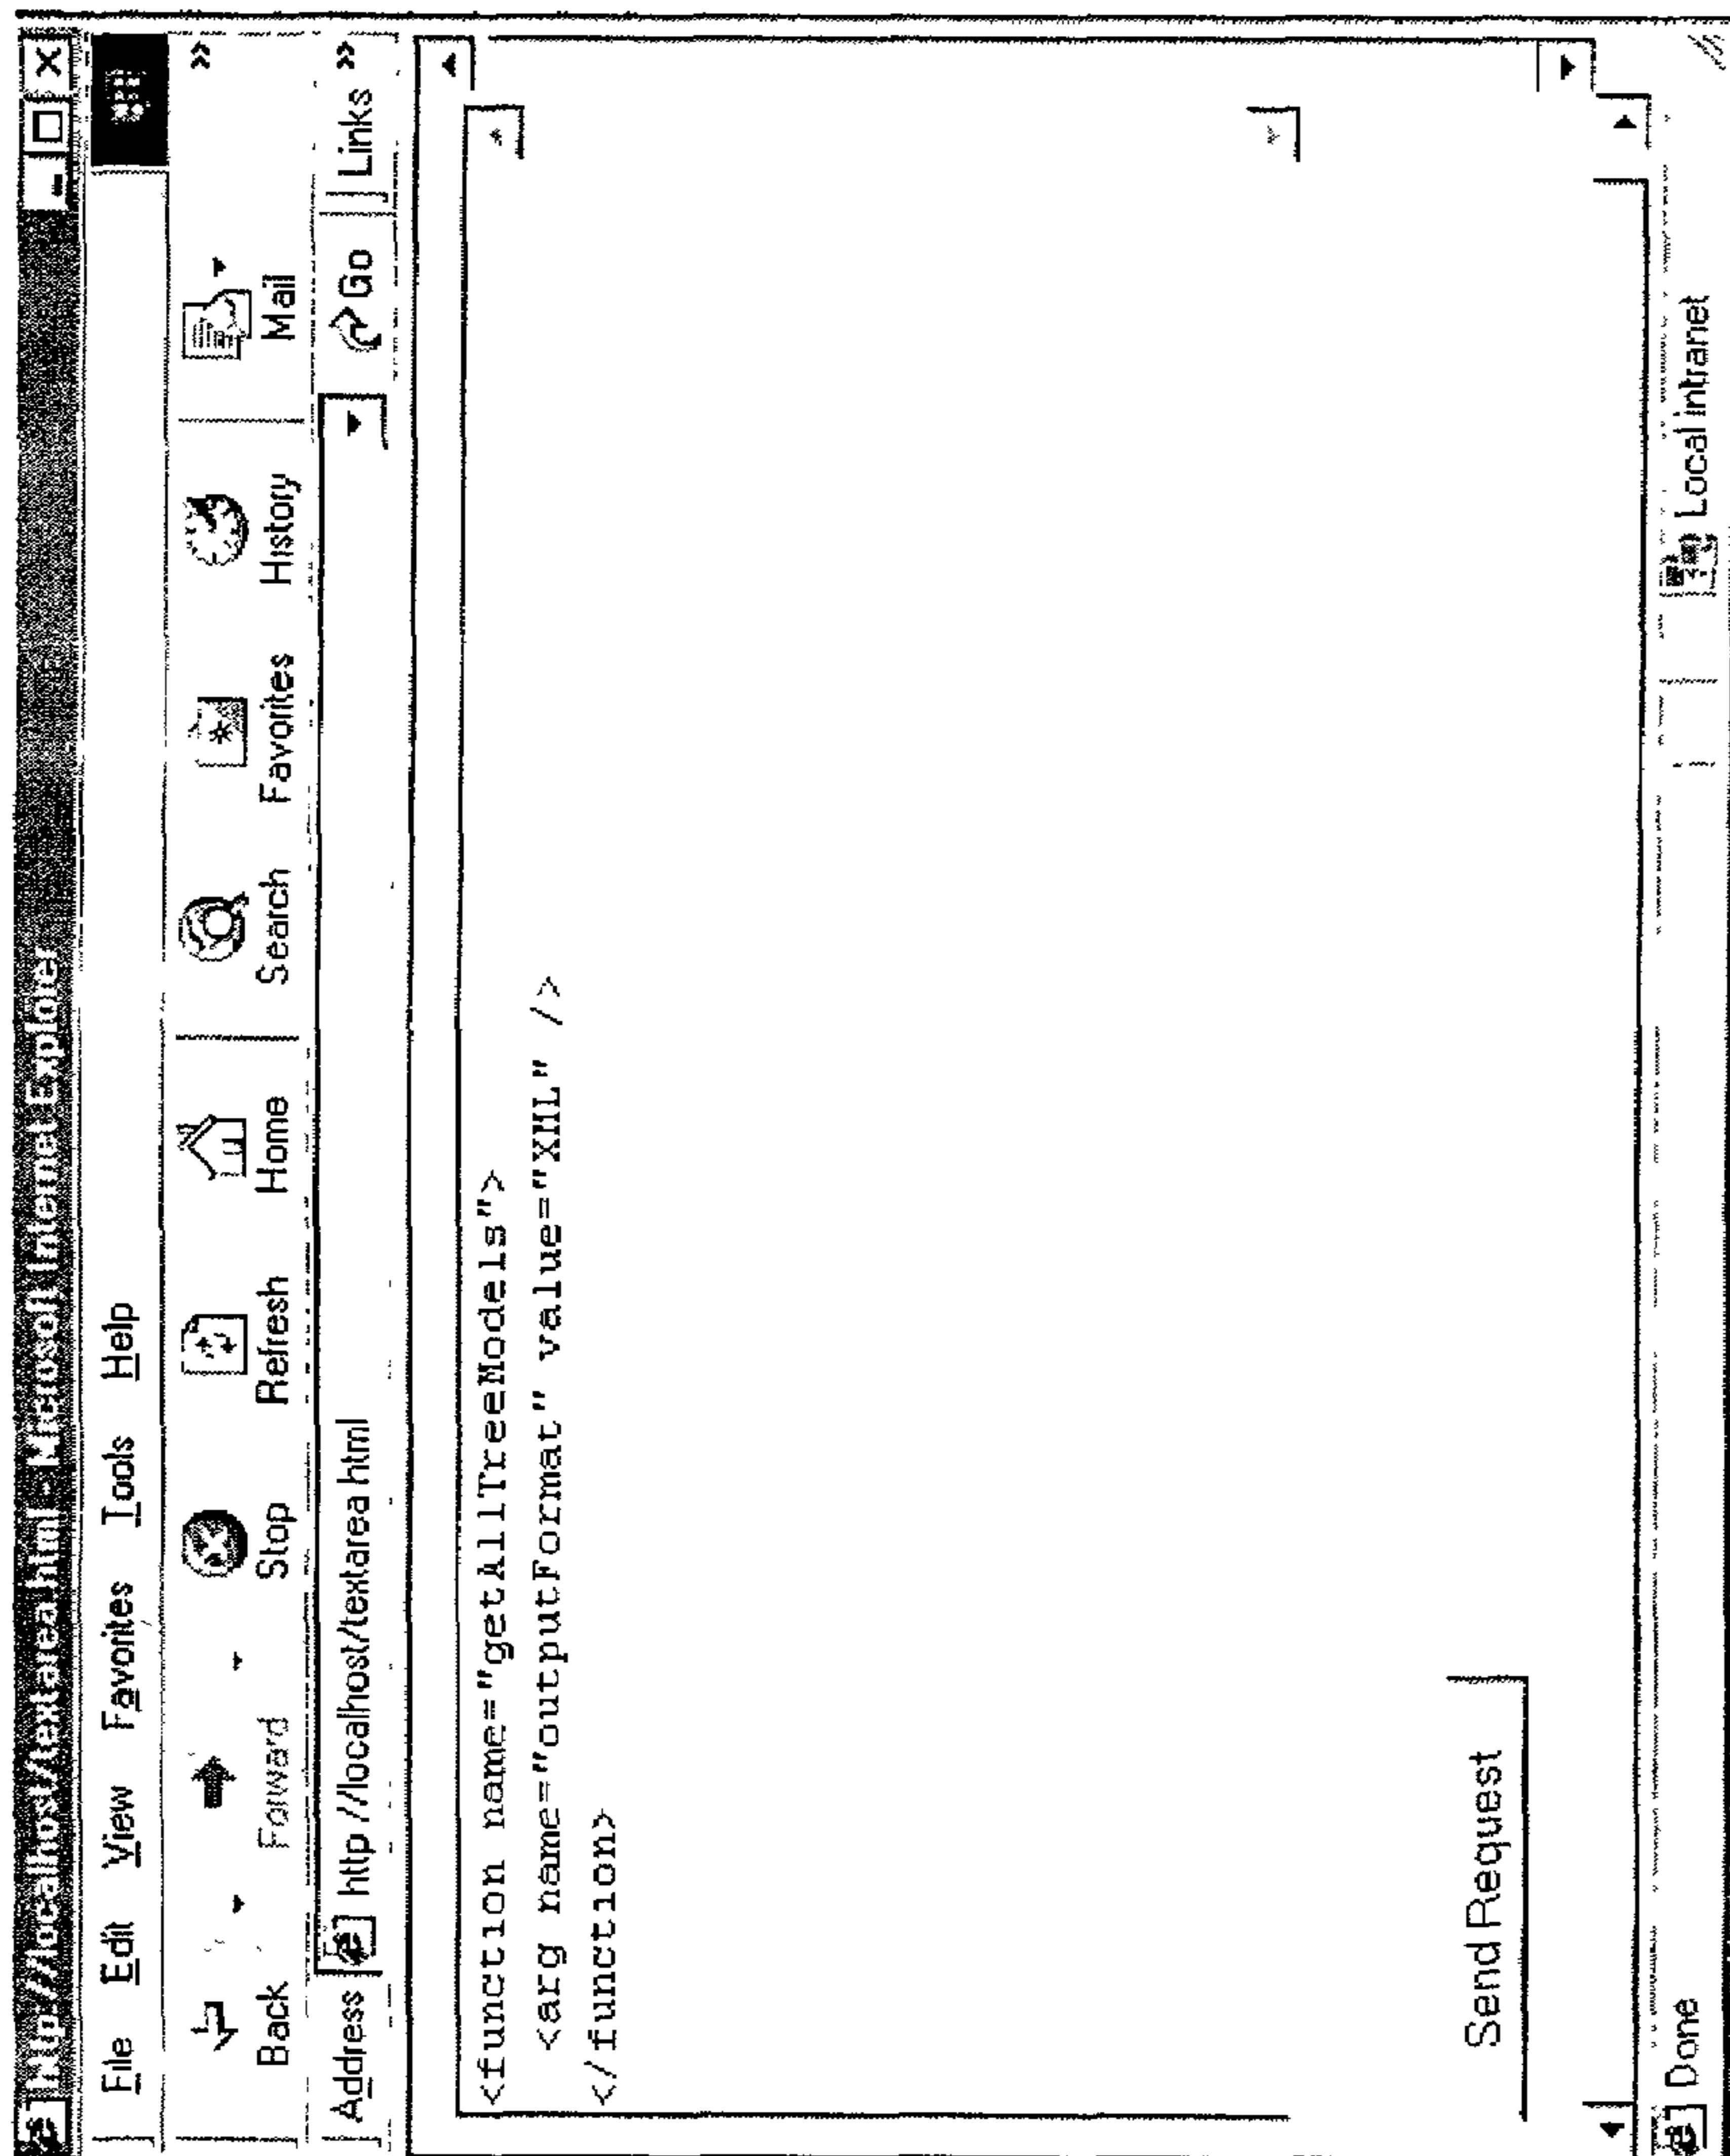 http://localhost/textarea.html - Microsoft Internet Explorer
File Edit View Favorites Tools Help
Back Forward Stop Refresh Home Search Favorites History Mail »
Address http //localhost/textarea html Go Links »
<function name="getAllTreeModels">
<arg name="outputFormat" value="XML" />
</function>
Send Request
Done Local intranet